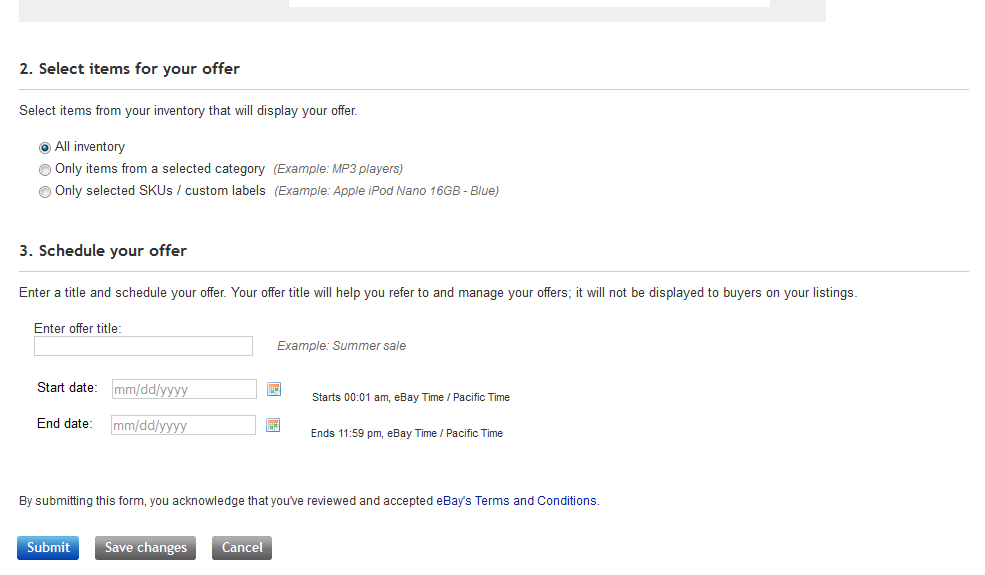 2. Select items for your offer
Select items from your inventory that will display your offer.
All inventory
Only items from a selected category (Example: MP3 players)
Only selected SKUs / custom labels (Example: Apple iPod Nano 16GB - Blue)
3. Schedule your offer
Enter a title and schedule your offer. Your offer title will help you refer to and manage your offers; it will not be displayed to buyers on your listings.
Enter offer title:
Example: Summer sale
Start date: mm/dd/yyyy Starts 00:01 am, eBay Time / Pacific Time
End date: mm/dd/yyyy Ends 11:59 pm, eBay Time / Pacific Time
By submitting this form, you acknowledge that you've reviewed and accepted eBay's Terms and Conditions.
Submit Save changes Cancel